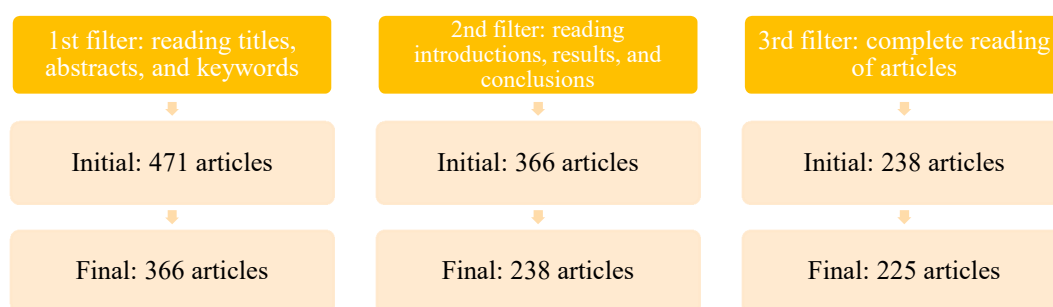 1st filter: reading titles,
abstracts, and keywords
Initial: 471 articles
Final: 366 articles
2nd filter: reading
introductions, results, and
conclusions
Initial: 366 articles
Final: 238 articles
3rd filter: complete reading
of articles
Initial: 238 articles
Final: 225 articles